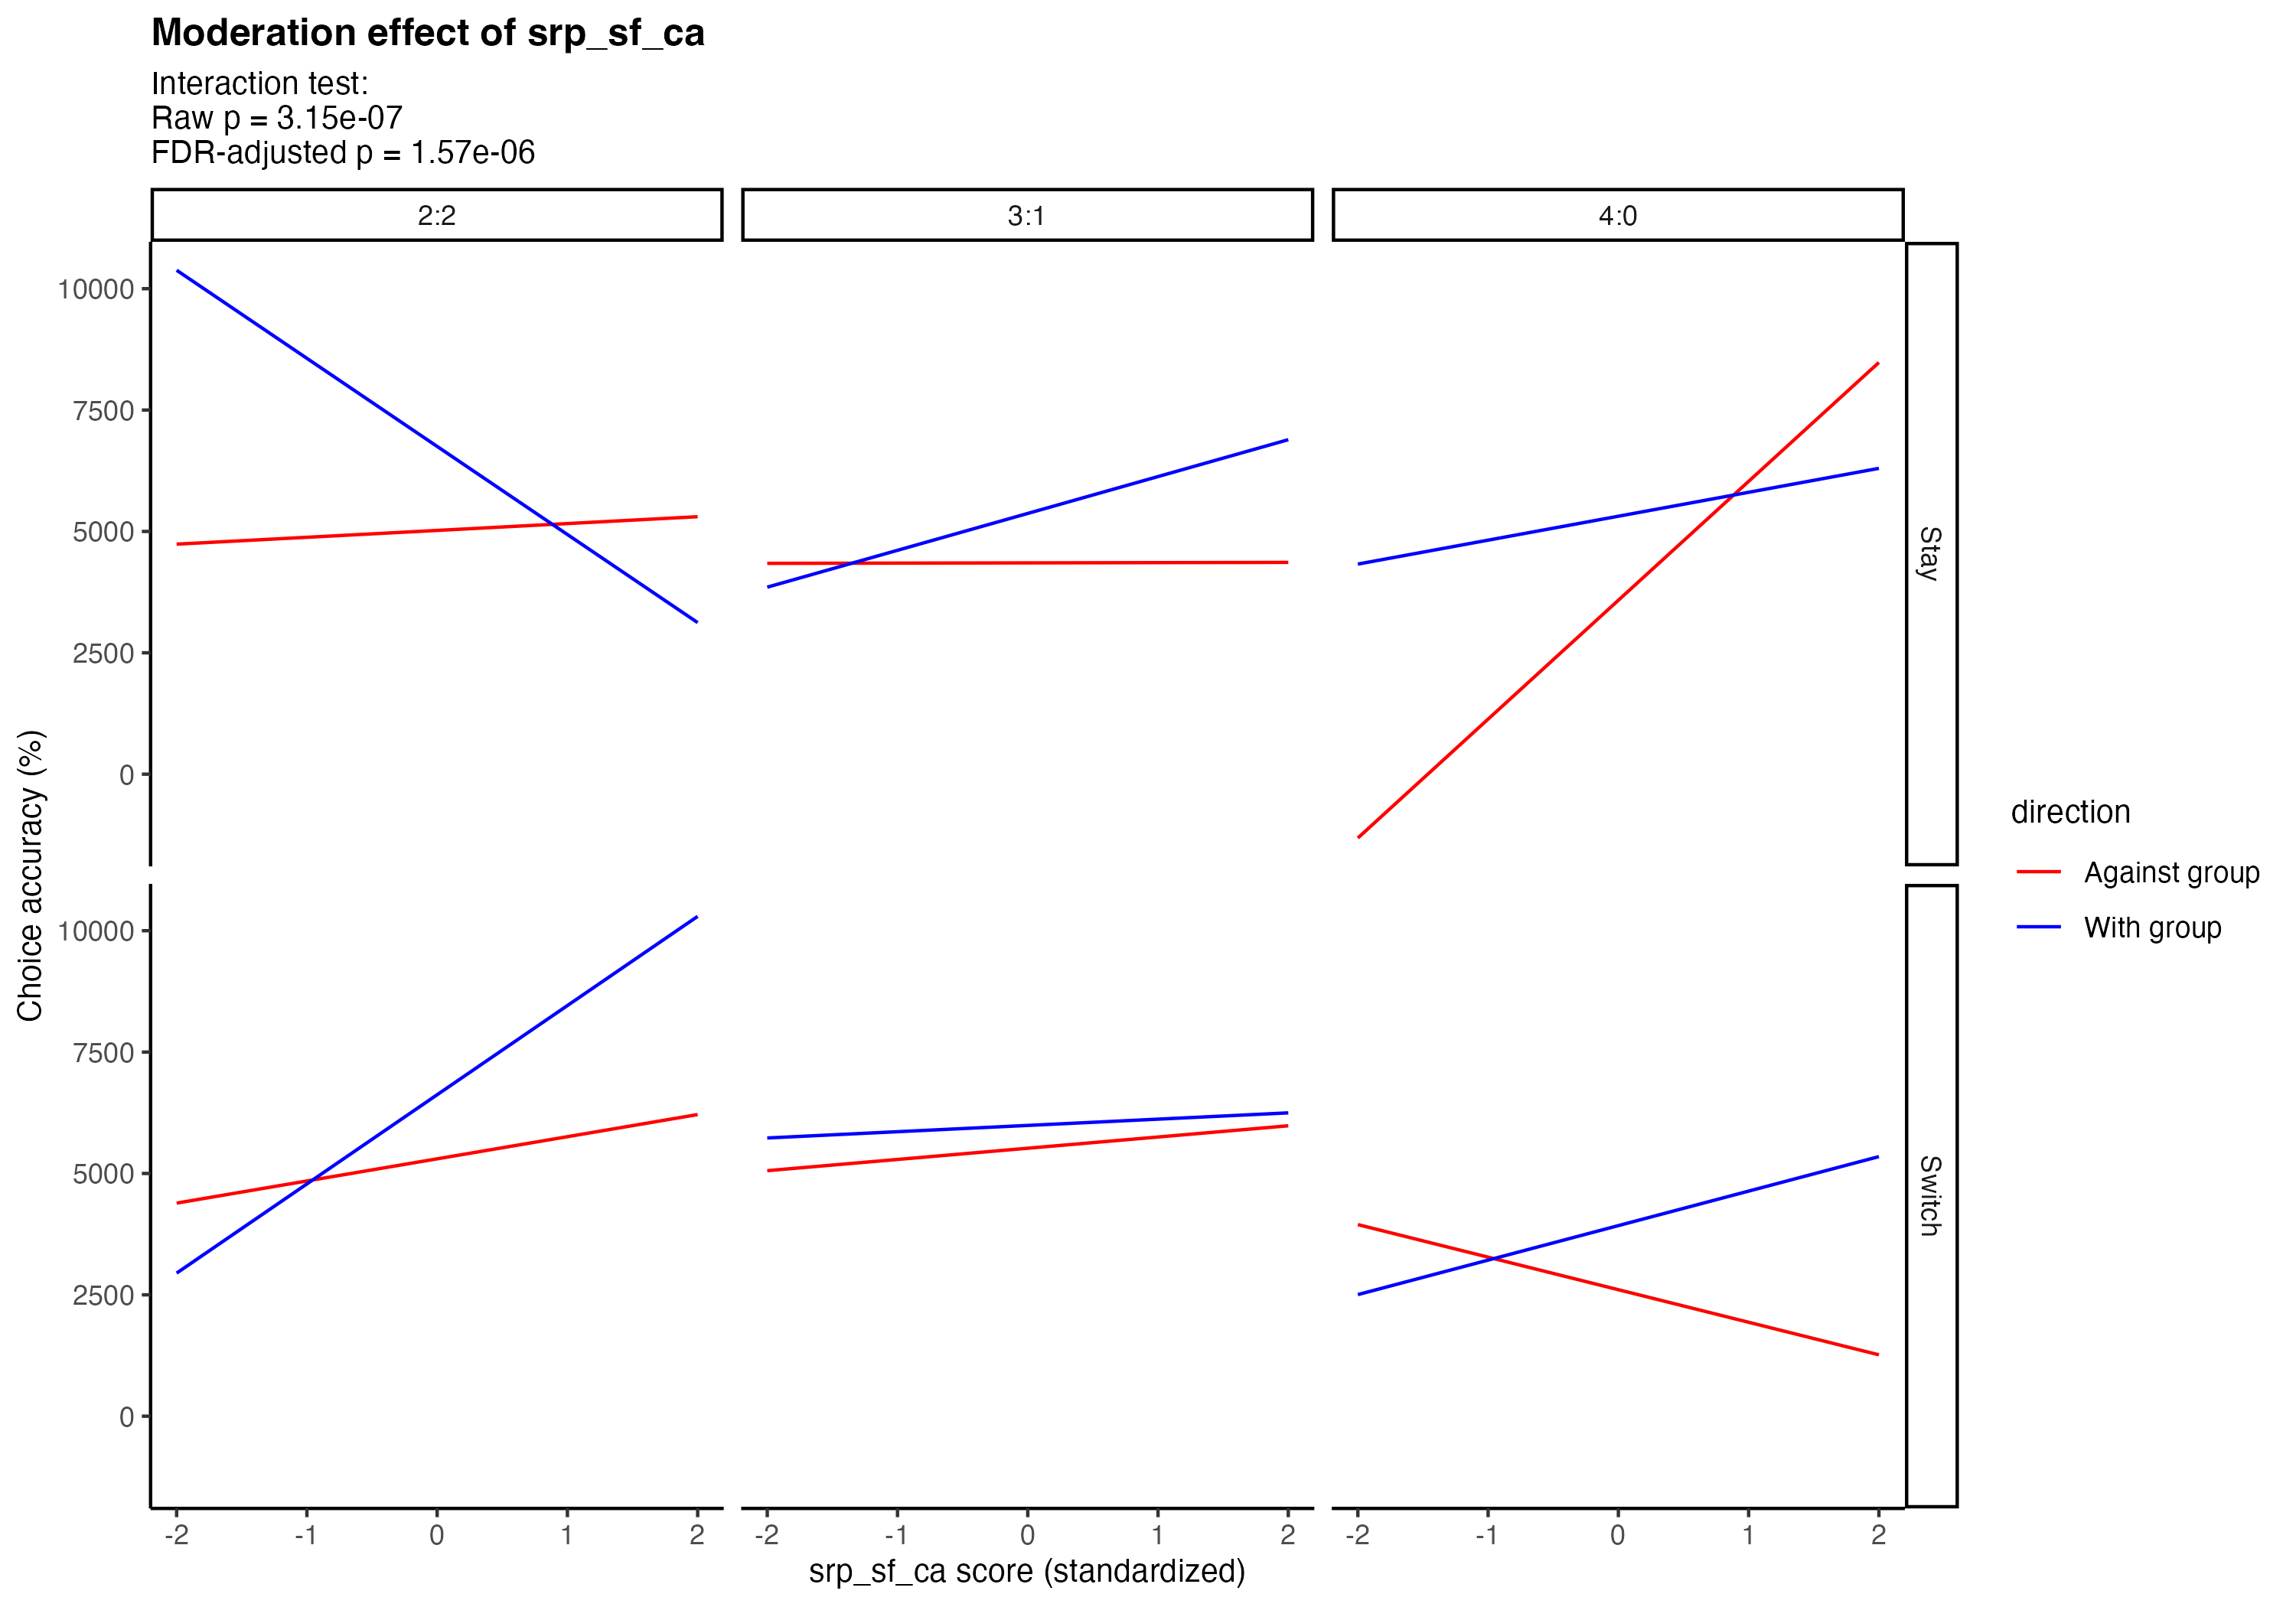 Moderation effect of srp_sf_ca
Interaction test:
Raw p = 3.15e-07
FDR-adjusted p = 1.57e-06
2:2
3:1
4:0
10000
7500
5000
2500
0
Stay
10000
7500
5000
2500
0
Switch
Choice accuracy (%)
-2 -1 0 1 2
-2 -1 0 1 2
-2 -1 0 1 2
srp_sf_ca score (standardized)
direction
Against group
With group